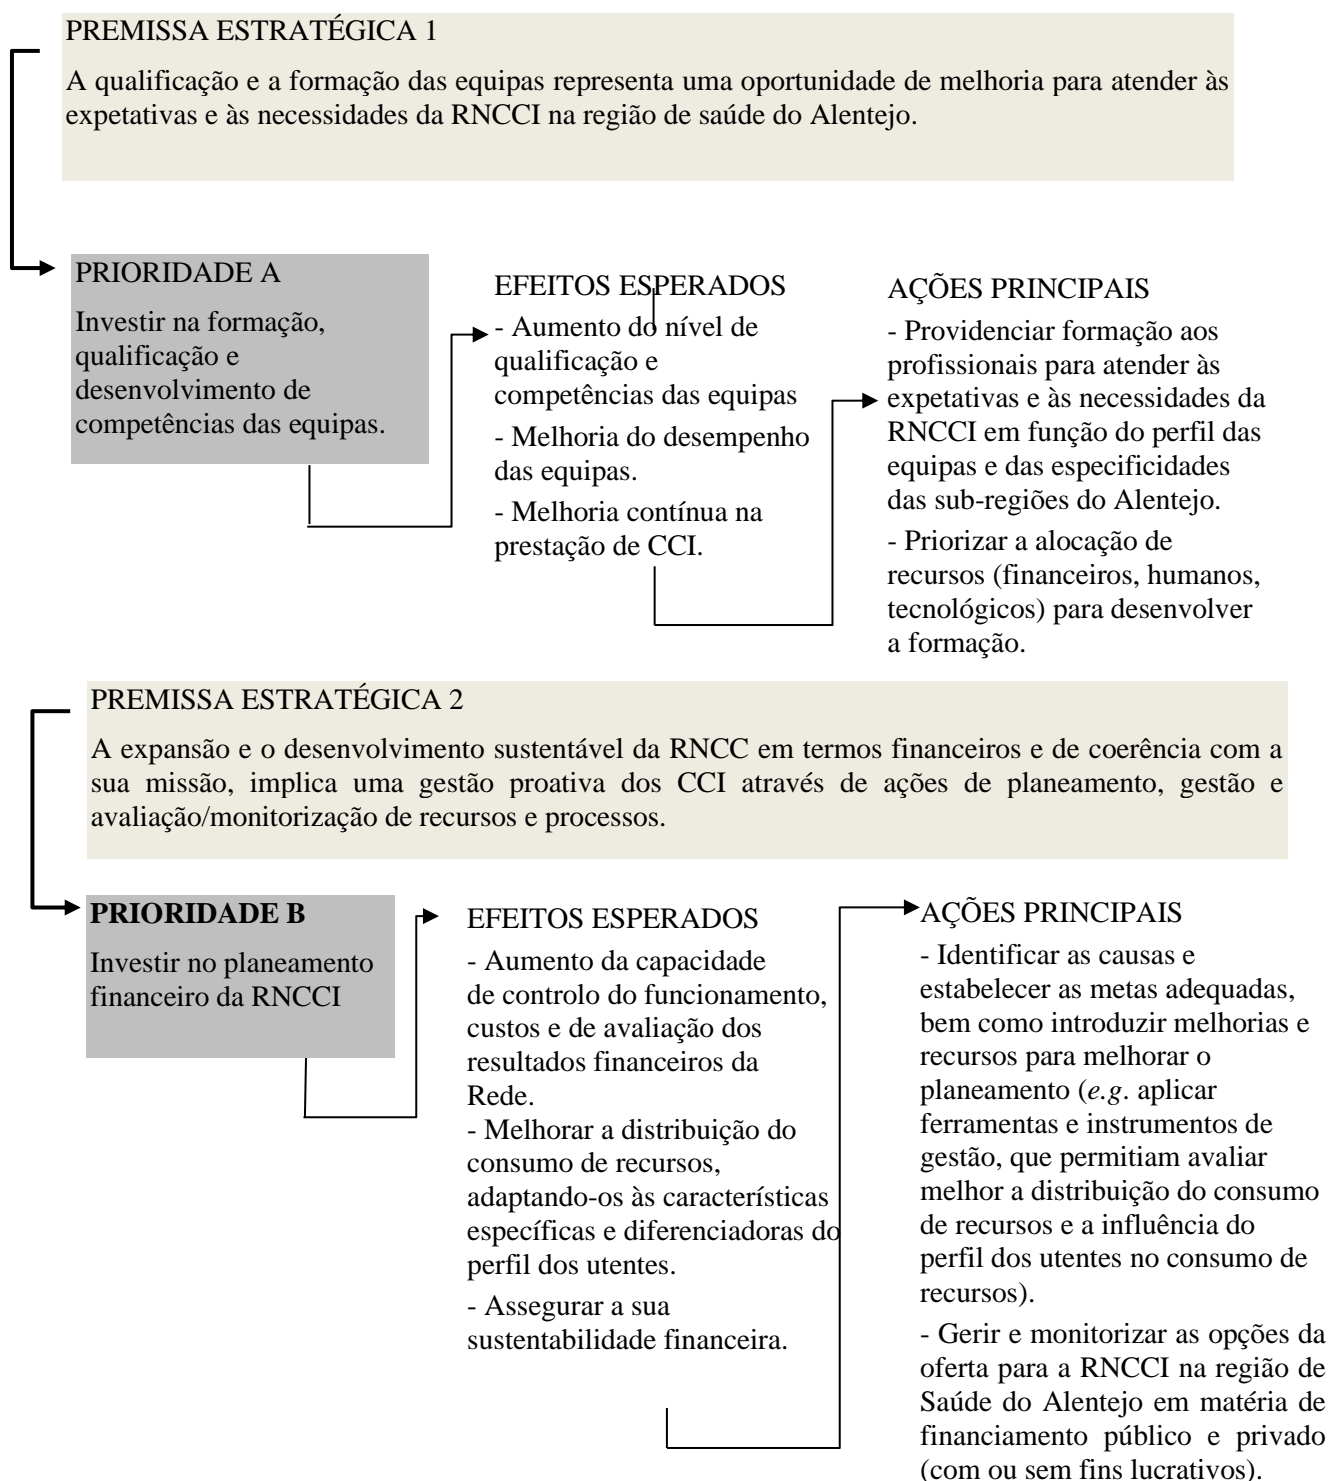 PREMISSA ESTRATÉGICA 1
A qualificação e a formação das equipas representa uma oportunidade de melhoria para atender às
expetativas e às necessidades da RNCCI na região de saúde do Alentejo.
PRIORIDADE A
Investir na formação,
qualificação e
desenvolvimento de
competências das equipas.
EFEITOS ESPERADOS
- Aumento do nível de
qualificação e
competências das equipas
- Melhoria do desempenho
das equipas.
- Melhoria contínua na
prestação de CCI.
AÇÕES PRINCIPAIS
- Providenciar formação aos
profissionais para atender às
expetativas e às necessidades da
RNCCI em função do perfil das
equipas e das especificidades
das sub-regiões do Alentejo.
- Priorizar a alocação de
recursos (financeiros, humanos,
tecnológicos) para desenvolver
a formação.
PREMISSA ESTRATÉGICA 2
A expansão e o desenvolvimento sustentável da RNCC em termos financeiros e de coerência com a
sua missão, implica uma gestão proativa dos CCI através de ações de planeamento, gestão e
avaliação/monitorização de recursos e processos.
PRIORIDADE B
Investir no planeamento
financeiro da RNCCI
EFEITOS ESPERADOS
- Aumento da capacidade
de controlo do funcionamento,
custos e de avaliação dos
resultados financeiros da
Rede.
- Melhorar a distribuição do
consumo de recursos,
adaptando-os às características
específicas e diferenciadoras do
perfil dos utentes.
- Assegurar a sua
sustentabilidade financeira.
AÇÕES PRINCIPAIS
- Identificar as causas e
estabelecer as metas adequadas,
bem como introduzir melhorias e
recursos para melhorar o
planeamento (e.g. aplicar
ferramentas e instrumentos de
gestão, que permitiam avaliar
melhor a distribuição do consumo
de recursos e a influência do
perfil dos utentes no consumo de
recursos).
- Gerir e monitorizar as opções da
oferta para a RNCCI na região de
Saúde do Alentejo em matéria de
financiamento público e privado
(com ou sem fins lucrativos).